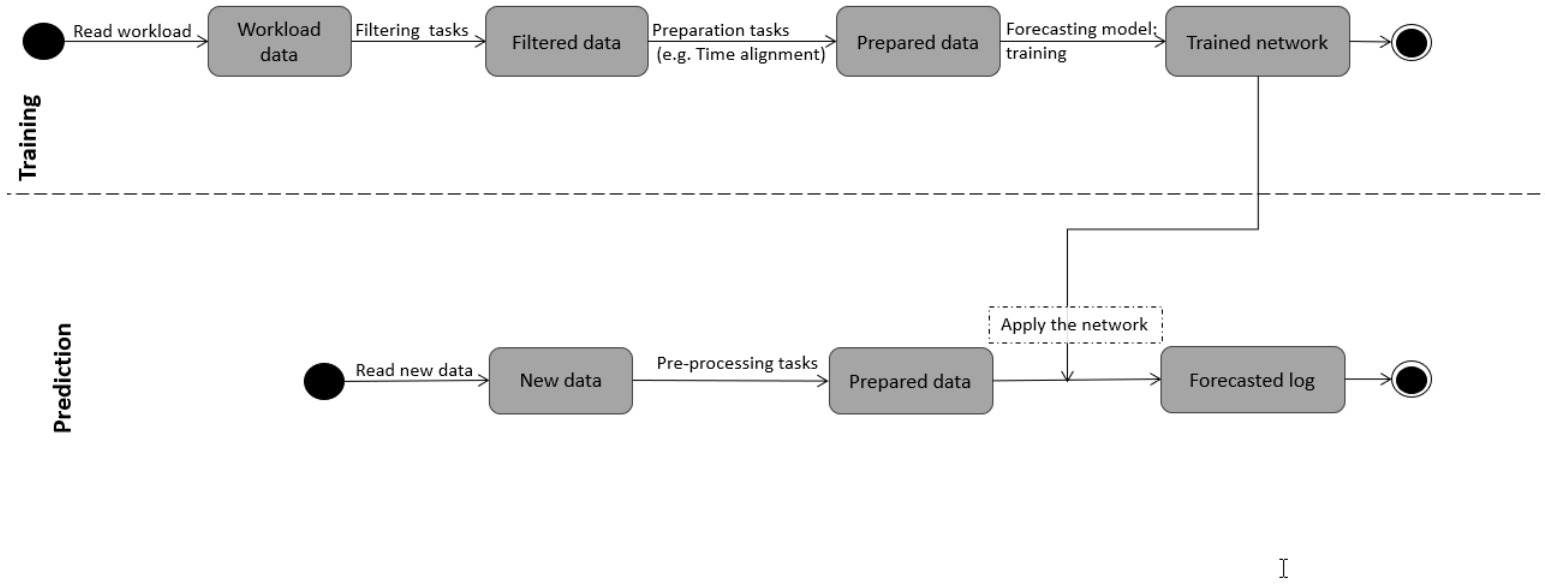 Read workload
Workload
data
Filtering tasks
Filtered data
Preparation tasks
(e.g. Time alignment)
Prepared data
Forecasting model:
training
Trained network
Training
Apply the network
Prediction
Read new data
New data
Pre-processing tasks
Prepared data
Forecasted log